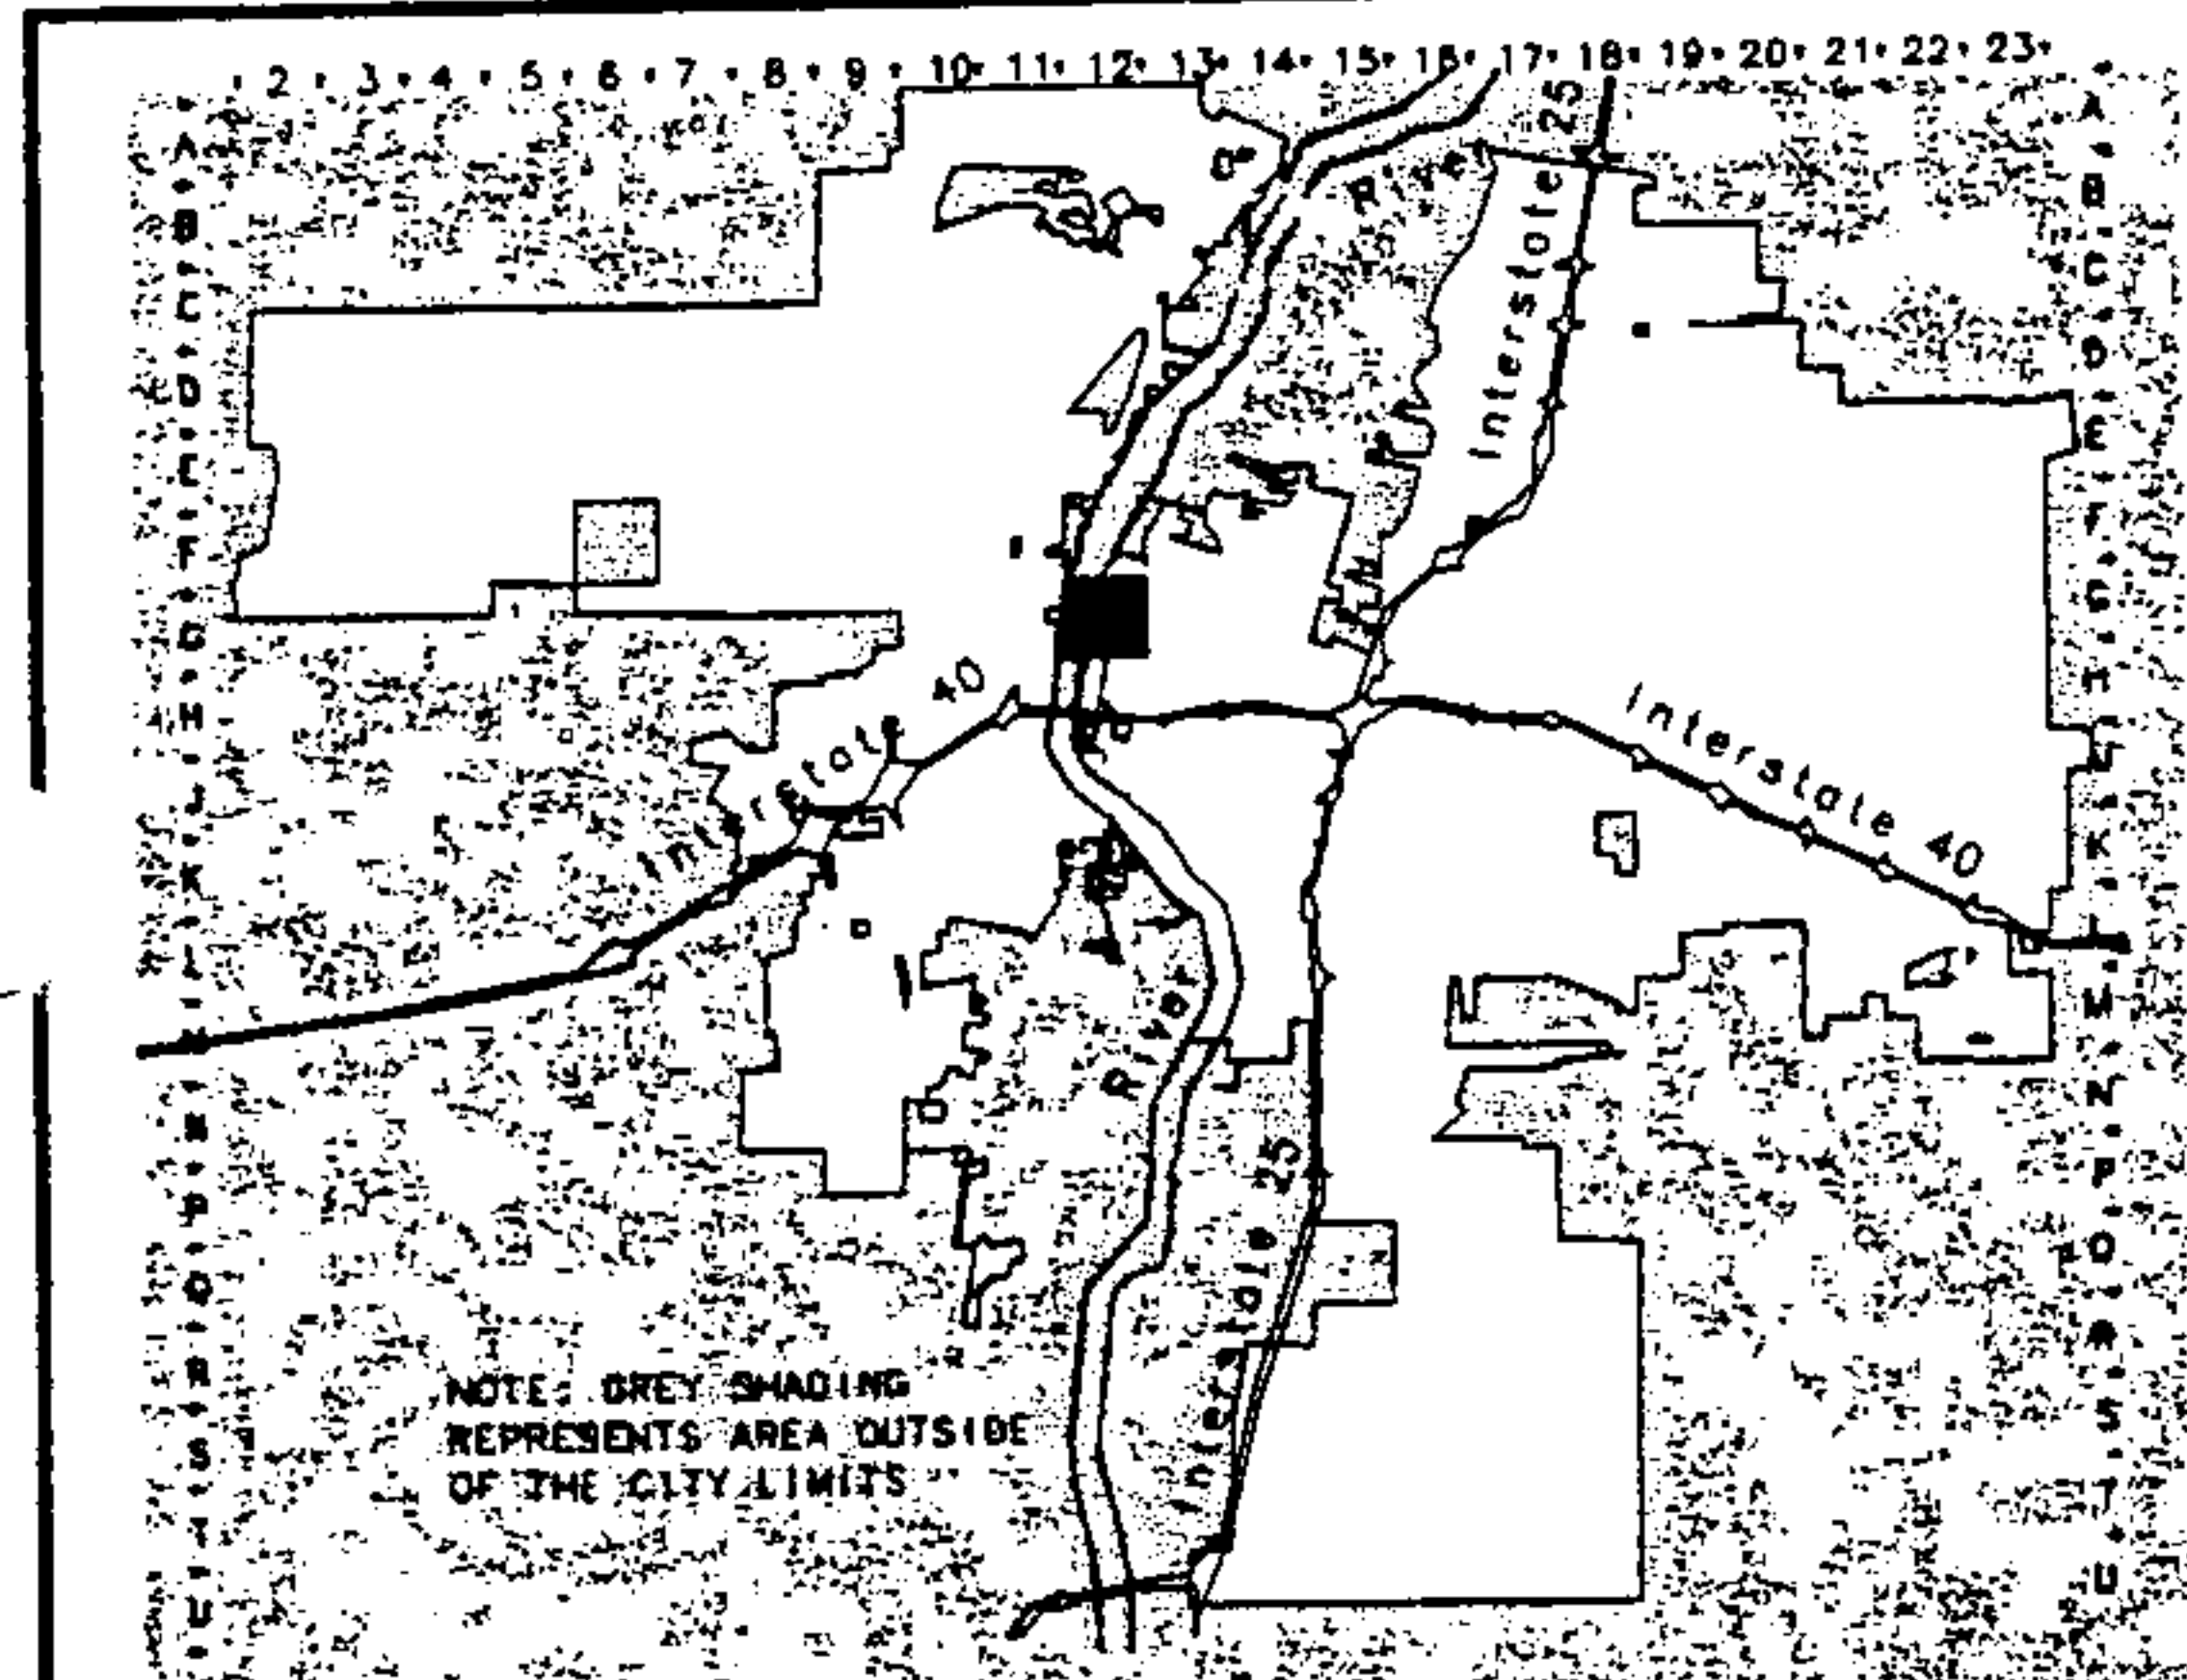 2 3 4 5 6 7 8 9 10 11 12 13 14 15 16 17 18 19 20 21 22 23
A
B
C
D
E
F
G
H
J
K
L
M
N
P
Q
R
S
T
U
A
B
C
D
E
F
G
H
J
K
L
M
N
P
Q
R
S
T
U
River
Interstate 25
Interstate 40
Interstate 40
River
Interstate 25
NOTE: GREY SHADING
REPRESENTS AREA OUTSIDE
OF THE CITY LIMITS